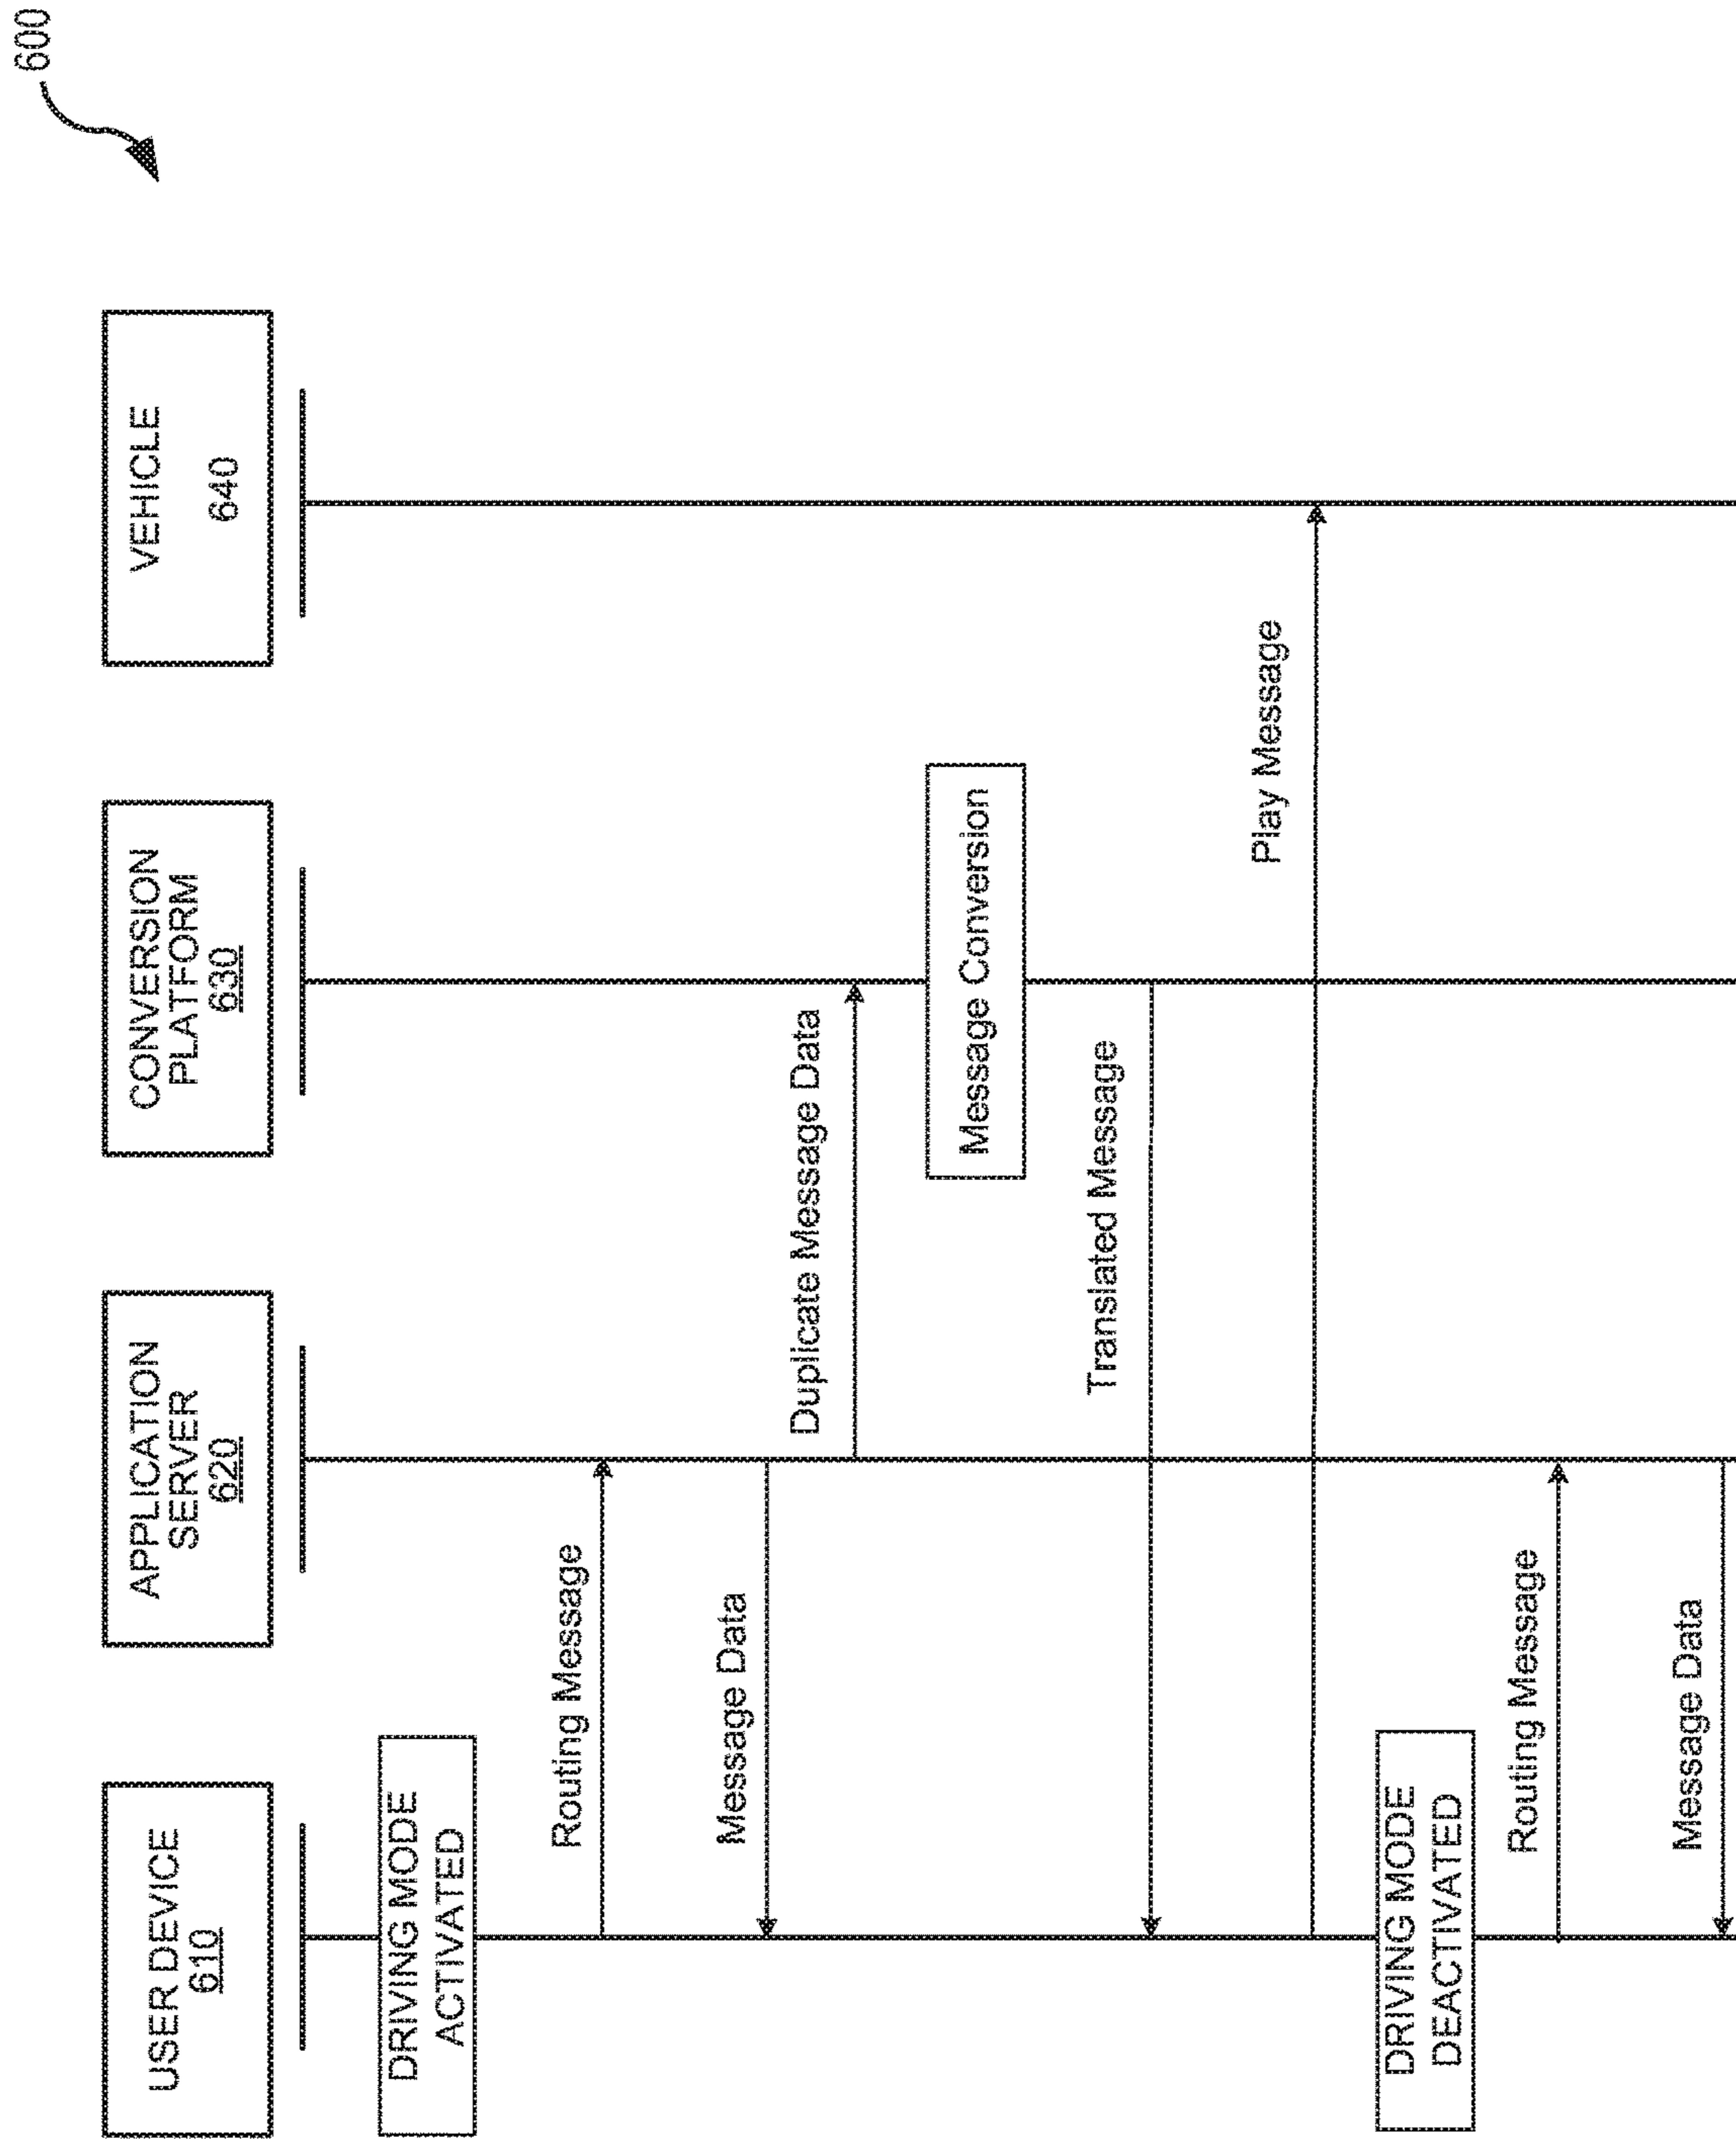 600
USER DEVICE
610
APPLICATION
SERVER
620
CONVERSION
PLATFORM
630
VEHICLE
640
DRIVING MODE
ACTIVATED
Routing Message
Message Data
Duplicate Message Data
Message Conversion
Translated Message
Play Message
DRIVING MODE
DEACTIVATED
Routing Message
Message Data